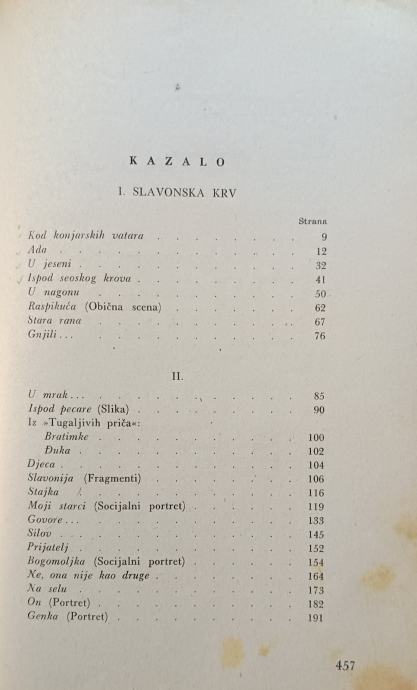 KAZALO
I. SLAVONSKA KRV
Strana
Kod konjarskih vatara . . . . . . . 9
Ada . . . . . . . . . . 12
U jeseni . . . . . . . . . 32
Ispod seoskog krova . . . . . . . 41
U nagonu . . . . . . . . . 50
Raspikuća (Obična scena) . . . . . . 62
Stara rana . . . . . . . . . 67
Gnjili... . . . . . . . . . 76
II.
U mrak... . . . . . . . . . 85
Ispod pecare (Slika) . . . . . . . 90
Iz »Tugaljivih priča«:
Bratimke . . . . . . . . . 100
Đuka . . . . . . . . . 102
Djeca . . . . . . . . . . 104
Slavonija (Fragmenti) . . . . . . . 106
Stajka . . . . . . . . . 116
Moji starci (Socijalni portret) . . . . . 119
Govore... . . . . . . . . . 133
Silov . . . . . . . . . . 145
Prijatelj . . . . . . . . . 152
Bogomoljka (Socijalni portret) . . . . . 154
Ne, ona nije kao druge . . . . . . . 164
Na selu . . . . . . . . . 173
On (Portret) . . . . . . . . 182
Genka (Portret) . . . . . . . . 191
457